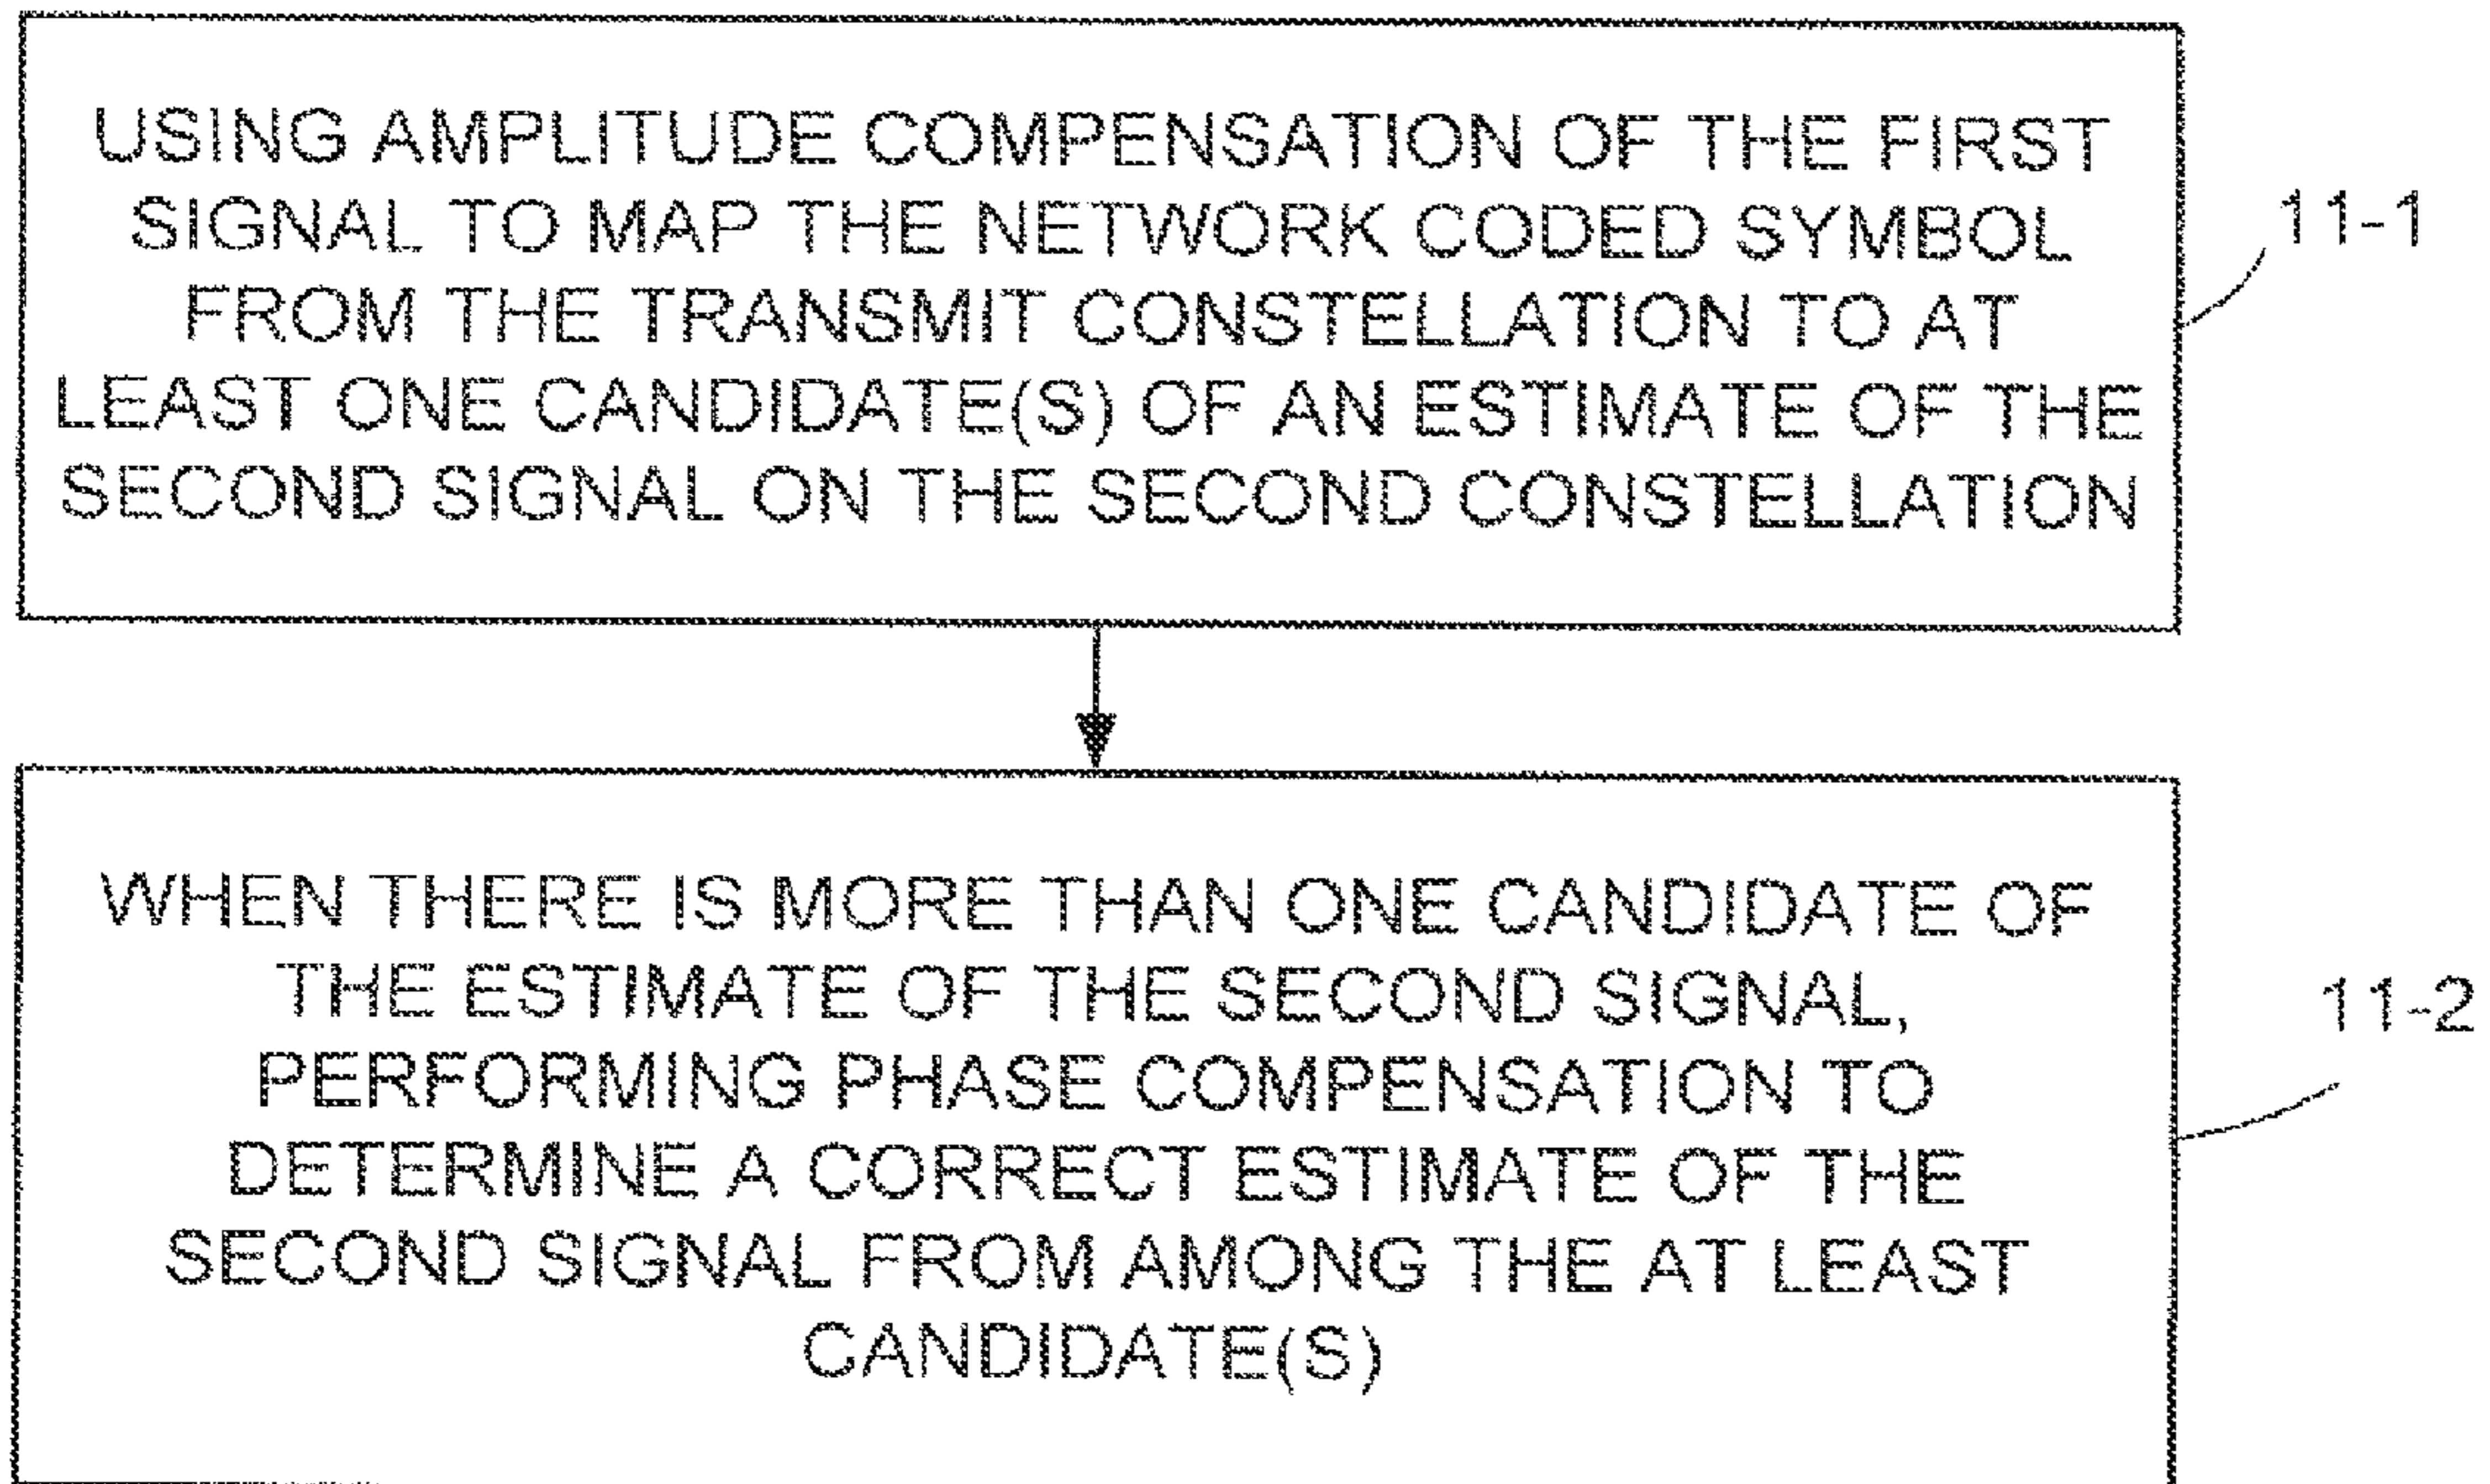 USING AMPLITUDE COMPENSATION OF THE FIRST
SIGNAL TO MAP THE NETWORK CODED SYMBOL
FROM THE TRANSMIT CONSTELLATION TO AT
LEAST ONE CANDIDATE(S) OF AN ESTIMATE OF THE
SECOND SIGNAL ON THE SECOND CONSTELLATION
11-1
WHEN THERE IS MORE THAN ONE CANDIDATE OF
THE ESTIMATE OF THE SECOND SIGNAL,
PERFORMING PHASE COMPENSATION TO
DETERMINE A CORRECT ESTIMATE OF THE
SECOND SIGNAL FROM AMONG THE AT LEAST
CANDIDATE(S)
11-2